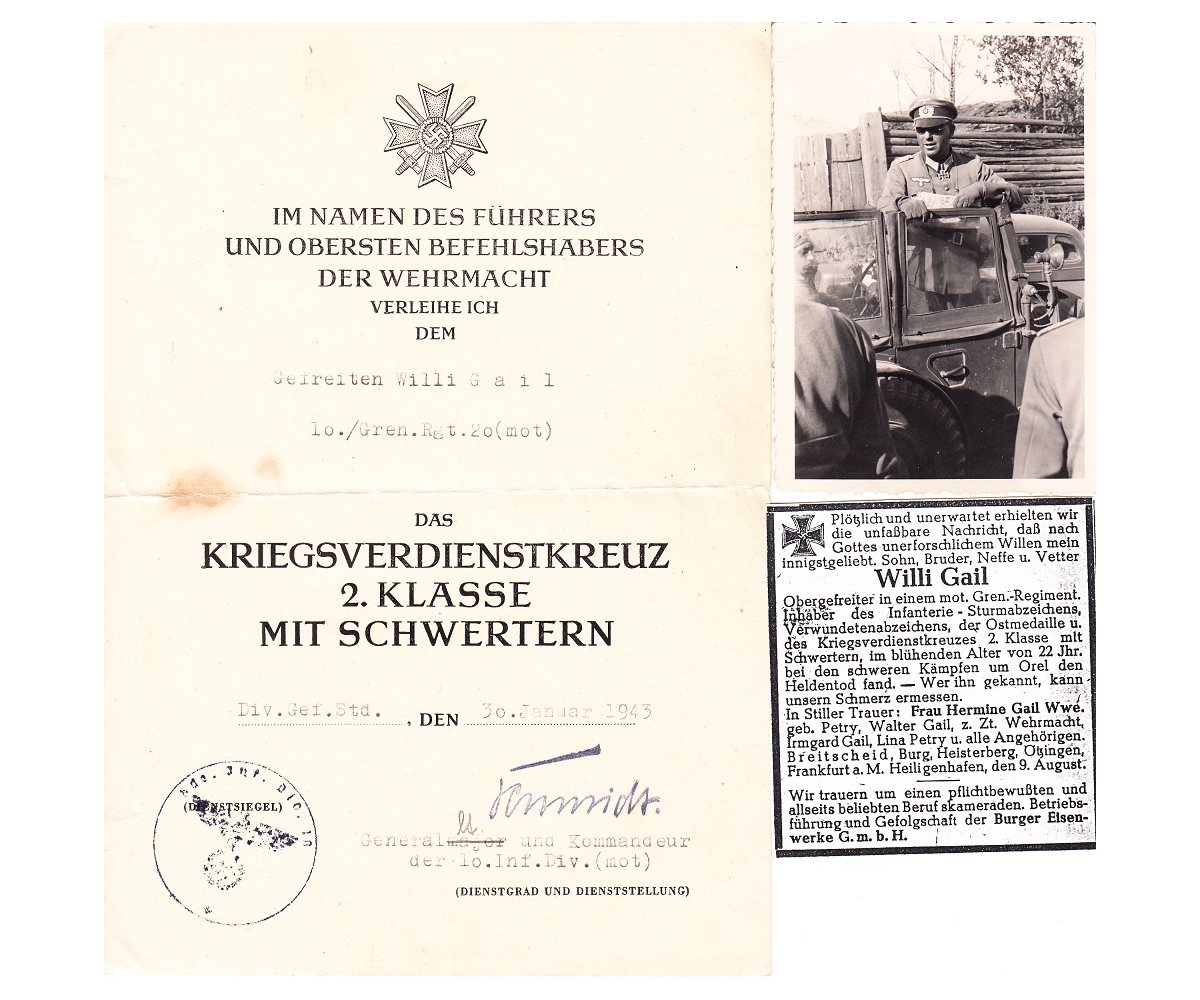 IM NAMEN DES FÜHRERS
UND OBERSTEN BEFEHLSHABERS
DER WEHRMACHT
VERLEIHE ICH
DEM
Gefreiten Willi G a i l
lo./Gren.Rgt.2o(mot)
DAS
KRIEGSVERDIENSTKREUZ
2. KLASSE
MIT SCHWERTERN
Div.Gef.Std. , DEN 3o.Januar 1943
(DIENSTSIEGEL)
Kdo. Inf. Div. 10
Schmidt.
Generalmajor und Kommandeur
der lo.Inf.Div.(mot)
(DIENSTGRAD UND DIENSTSTELLUNG)
Plötzlich und unerwartet erhielten wir
die unfaßbare Nachricht, daß nach
Gottes unerforschlichem Willen mein
innigstgeliebt. Sohn, Bruder, Neffe u. Vetter
Willi Gail
Obergefreiter in einem mot. Gren.-Regiment.
Inhaber des Infanterie-Sturmabzeichens,
Verwundetenabzeichens, der Ostmedaille u.
des Kriegsverdienstkreuzes 2. Klasse mit
Schwertern, im blühenden Alter von 22 Jhr.
bei den schweren Kämpfen um Orel den
Heldentod fand. — Wer ihn gekannt, kann
unsern Schmerz ermessen.
In Stiller Trauer: Frau Hermine Gail Wwe.
geb. Petry, Walter Gail, z. Zt. Wehrmacht,
Irmgard Gail, Lina Petry u. alle Angehörigen.
Breitscheid, Burg, Heisterberg, Ötzingen,
Frankfurt a. M. Heiligenhafen, den 9. August.
Wir trauern um einen pflichtbewußten und
allseits beliebten Berufskameraden. Betriebs-
führung und Gefolgschaft der Burger Eisen-
werke G. m. b. H.